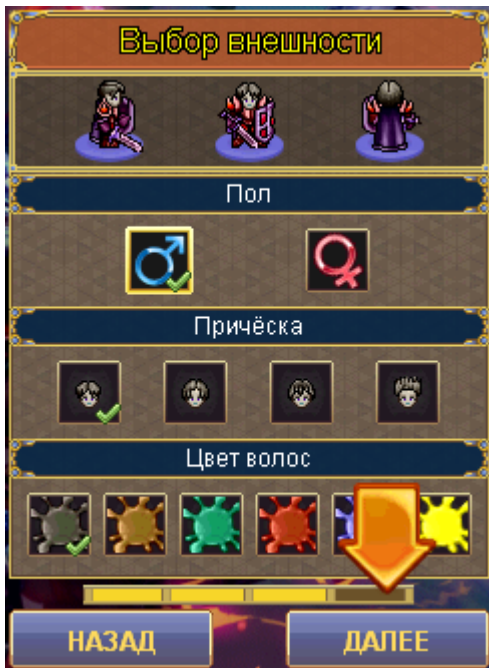 Выбор внешности
Пол
Причёска
Цвет волос
НАЗАД
ДАЛЕЕ